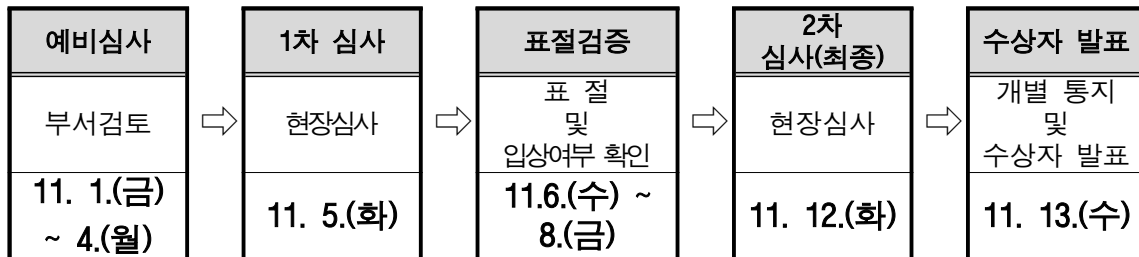 예비심사
부서검토
11. 1.(금)
~ 4.(월)
⇨
1차 심사
현장심사
11. 5.(화)
⇨
표절검증
표 절
및
입상여부 확인
11.6.(수) ~
8.(금)
⇨
2차
심사(최종)
현장심사
11. 12.(화)
⇨
수상자 발표
개별 통지
및
수상자 발표
11. 13.(수)